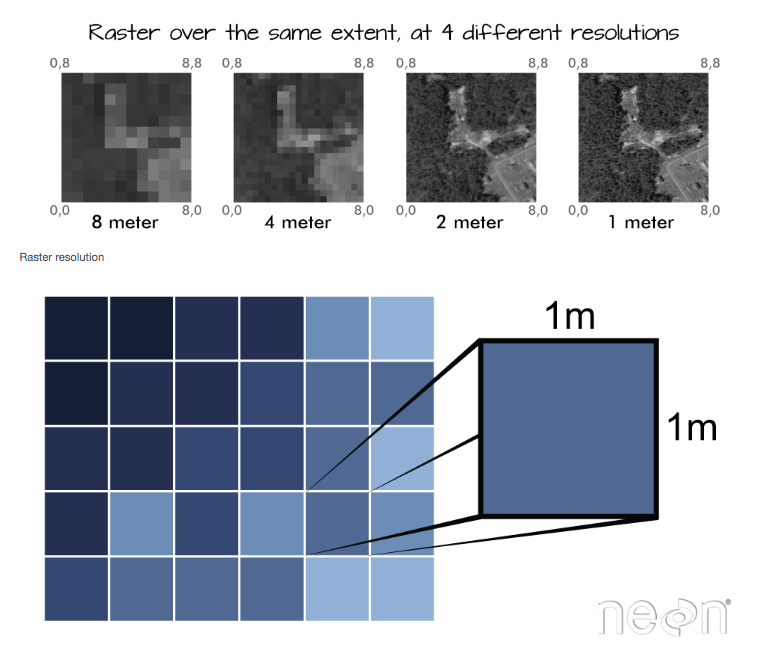 Raster over the same extent, at 4 different resolutions
0,8 8,8 0,8 8,8 0,8 8,8 0,8 8,8
0,0 8,0 0,0 8,0 0,0 8,0 0,0 8,0
8 meter 4 meter 2 meter 1 meter
Raster resolution
1m
1m
neon